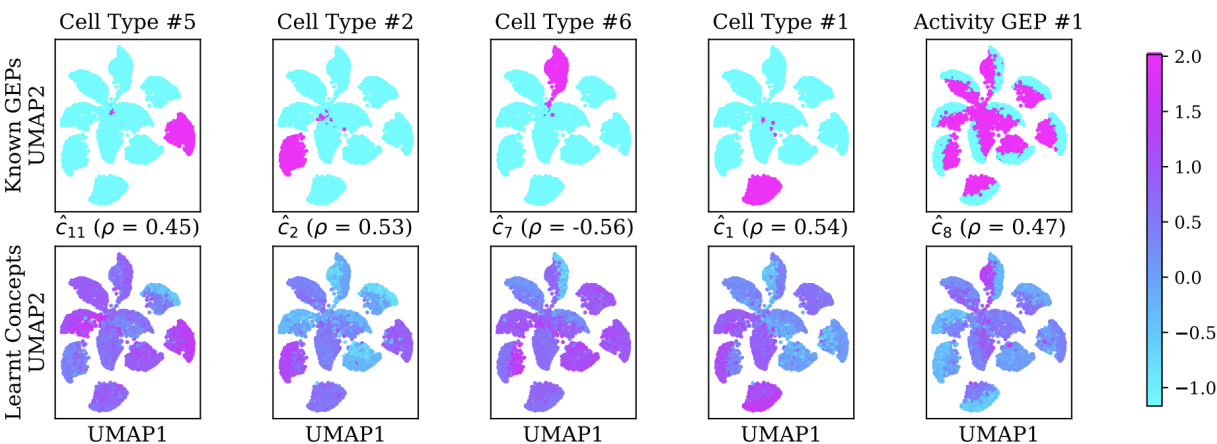 Cell Type #5
Cell Type #2
Cell Type #6
Cell Type #1
Activity GEP #1
Known GEPs
UMAP2
2.0
1.5
1.0
0.5
0.0
−0.5
−1.0
ĉ₁₁ (ρ = 0.45)
ĉ₂ (ρ = 0.53)
ĉ₇ (ρ = -0.56)
ĉ₁ (ρ = 0.54)
ĉ₈ (ρ = 0.47)
Learnt Concepts
UMAP2
UMAP1
UMAP1
UMAP1
UMAP1
UMAP1